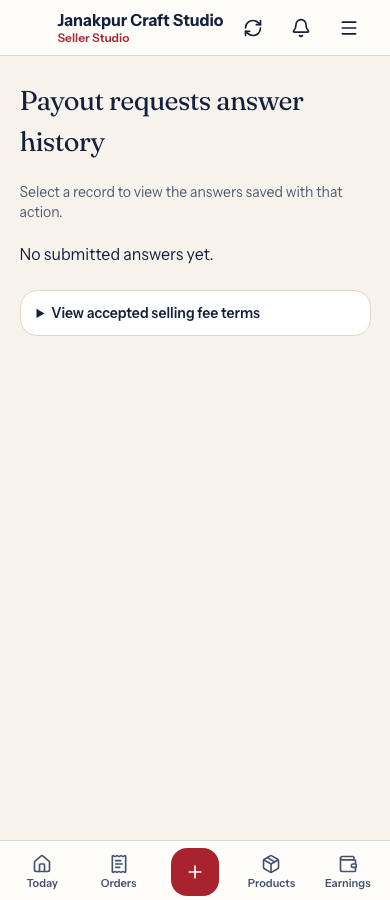 Janakpur Craft Studio
Seller Studio
Payout requests answer
history
Select a record to view the answers saved with that
action.
No submitted answers yet.
View accepted selling fee terms
Today
Orders
Products
Earnings